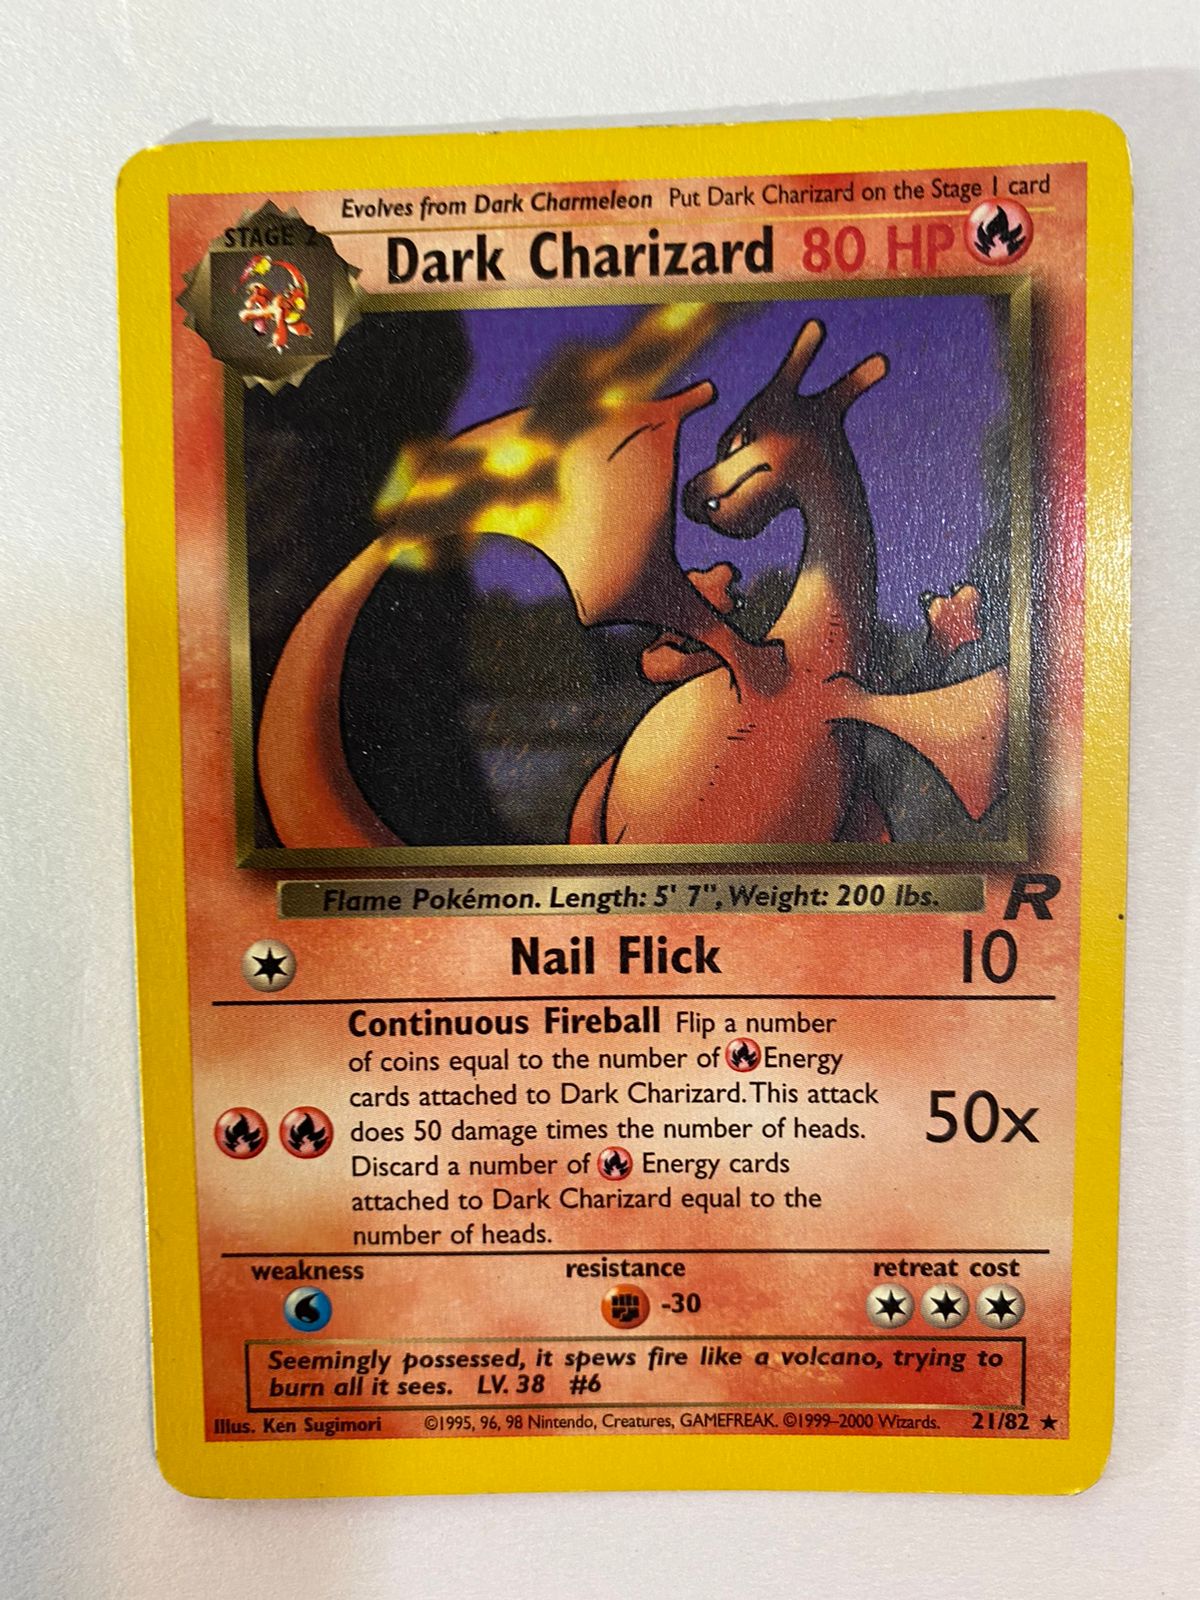 Evolves from Dark Charmeleon Put Dark Charizard on the Stage 1 card
STAGE 2
Dark Charizard 80 HP
Flame Pokémon. Length: 5' 7", Weight: 200 lbs.
R
Nail Flick 10
Continuous Fireball Flip a number
of coins equal to the number of Energy
cards attached to Dark Charizard. This attack
does 50 damage times the number of heads.
Discard a number of Energy cards
attached to Dark Charizard equal to the
number of heads.
50x
weakness resistance retreat cost
-30
Seemingly possessed, it spews fire like a volcano, trying to
burn all it sees. LV. 38 #6
Illus. Ken Sugimori ©1995, 96, 98 Nintendo, Creatures, GAMEFREAK. ©1999–2000 Wizards. 21/82 ★